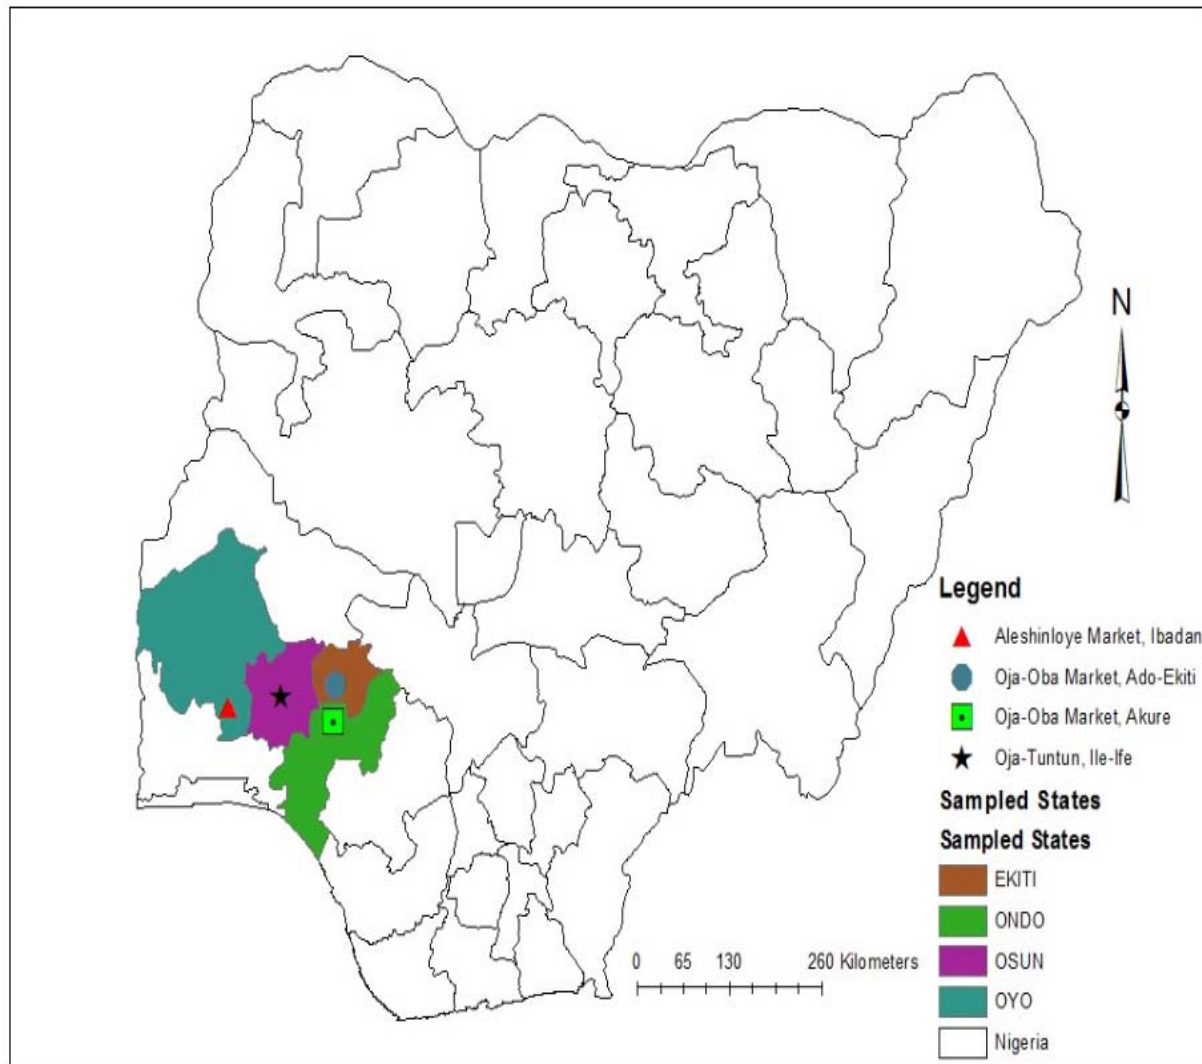 N
Legend
Aleshinloye Market, Ibadan
Oja-Oba Market, Ado-Ekiti
Oja-Oba Market, Akure
Oja-Tuntun, Ile-Ife
Sampled States
Sampled States
EKITI
ONDO
OSUN
OYO
Nigeria
0 65 130 260 Kilometers